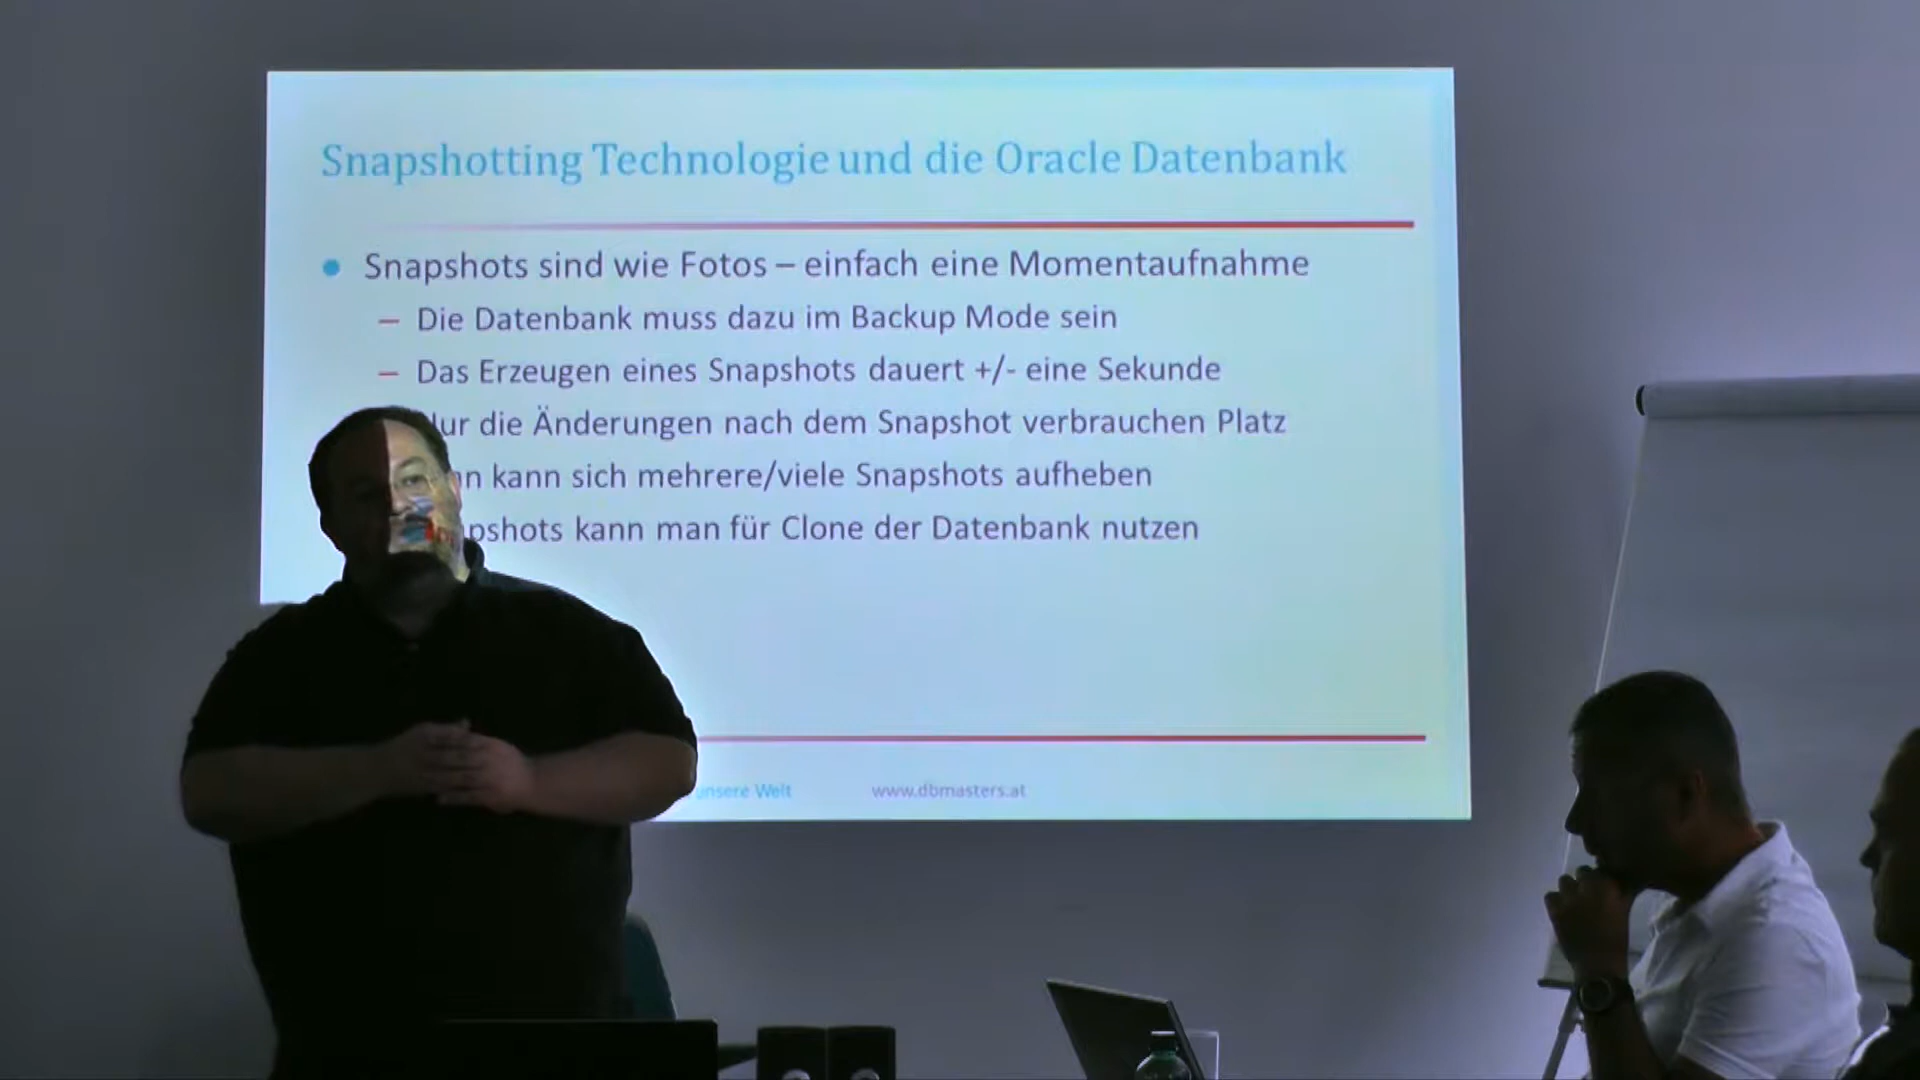 Snapshotting Technologie und die Oracle Datenbank
Snapshots sind wie Fotos – einfach eine Momentaufnahme
– Die Datenbank muss dazu im Backup Mode sein
– Das Erzeugen eines Snapshots dauert +/- eine Sekunde
ur die Änderungen nach dem Snapshot verbrauchen Platz
n kann sich mehrere/viele Snapshots aufheben
pshots kann man für Clone der Datenbank nutzen
unsere Welt www.dbmasters.at